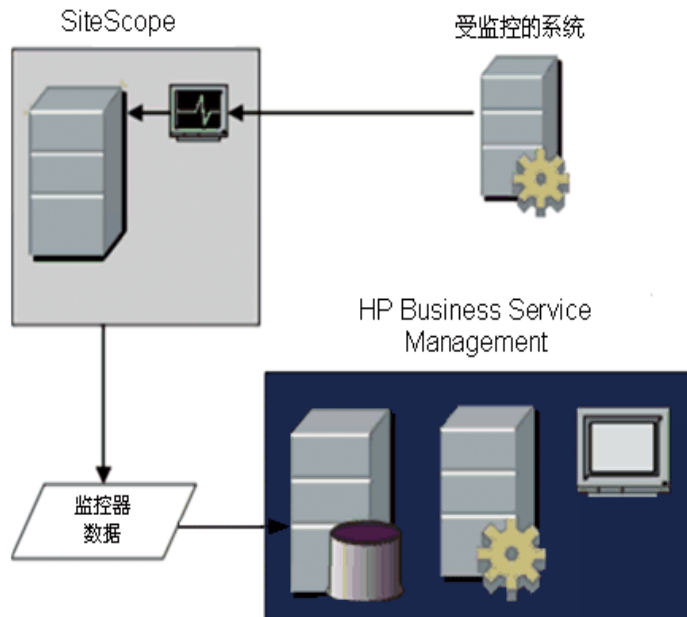 SiteScope
受监控的系统
HP Business Service
Management
监控器
数据